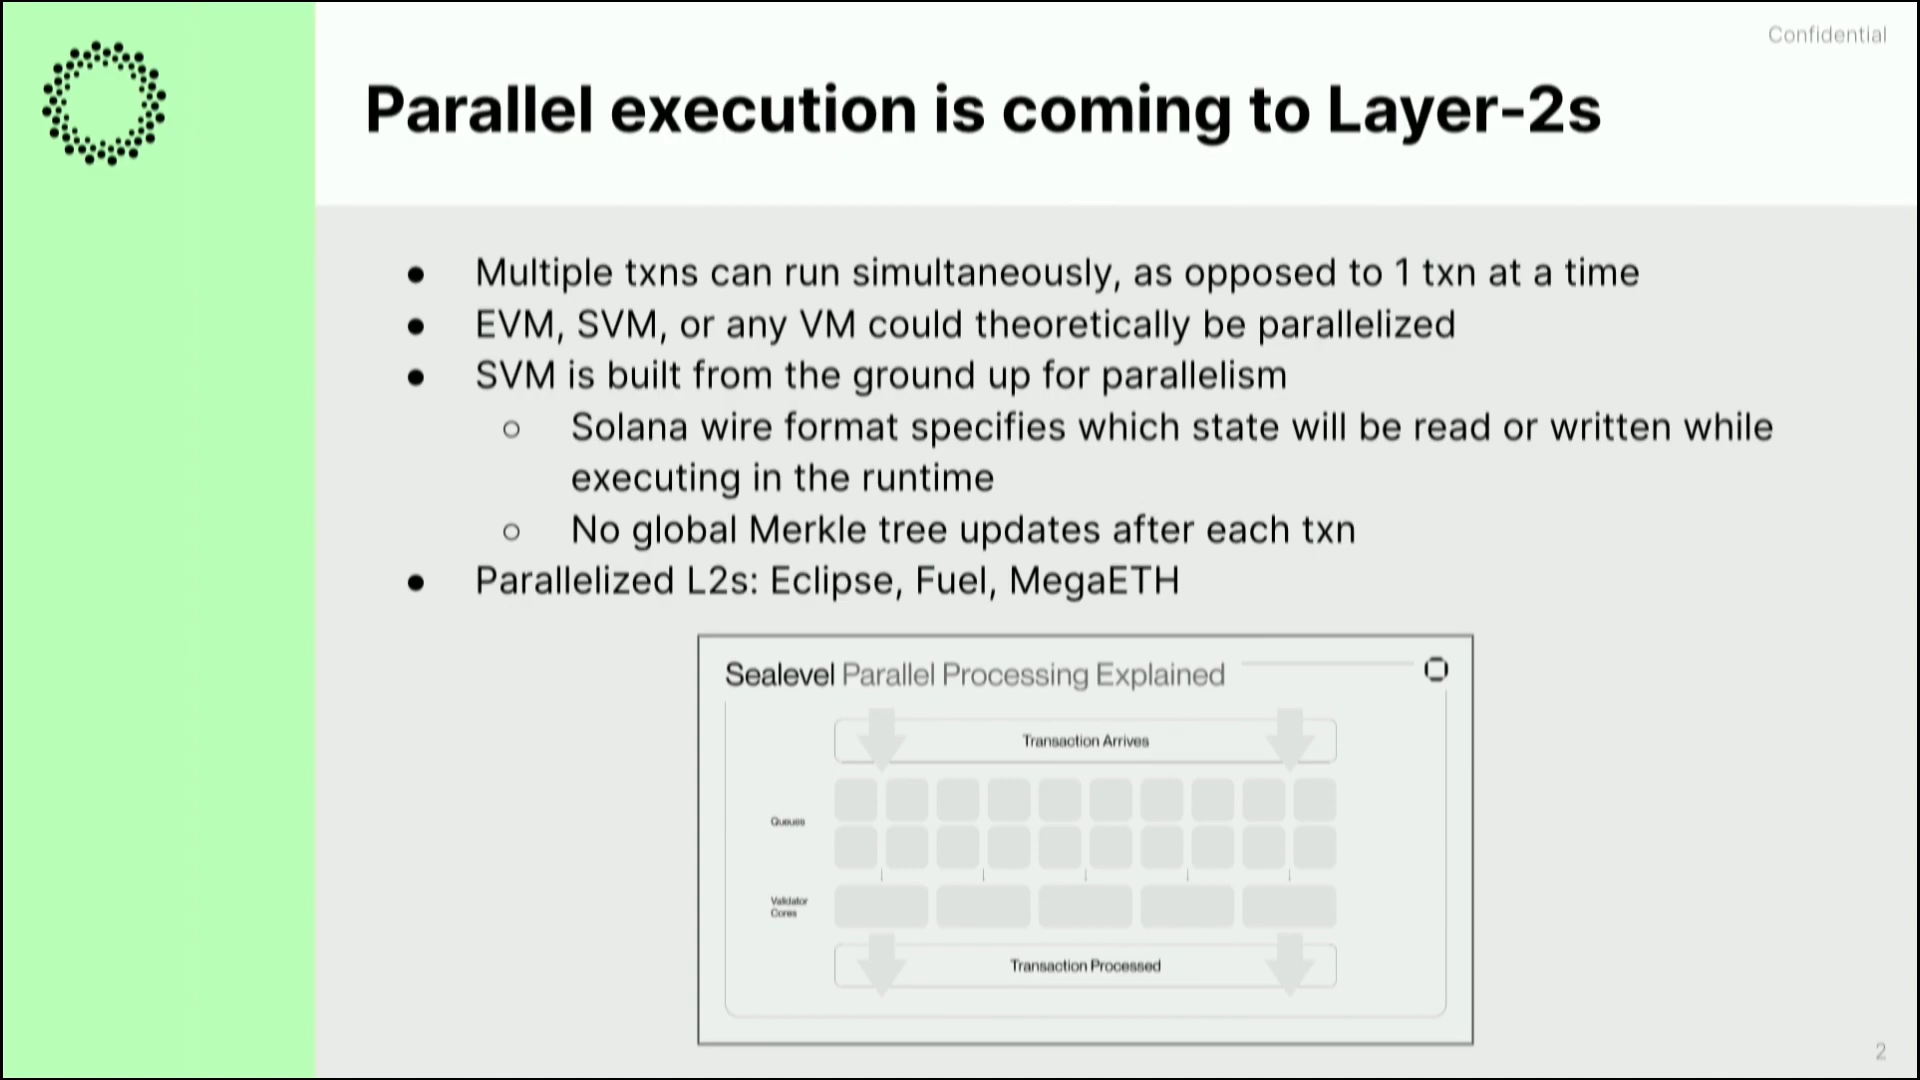 Confidential
Parallel execution is coming to Layer-2s
● Multiple txns can run simultaneously, as opposed to 1 txn at a time
● EVM, SVM, or any VM could theoretically be parallelized
● SVM is built from the ground up for parallelism
○ Solana wire format specifies which state will be read or written while
executing in the runtime
○ No global Merkle tree updates after each txn
● Parallelized L2s: Eclipse, Fuel, MegaETH
Sealevel Parallel Processing Explained
Transaction Arrives
Queues
Validator
Cores
Transaction Processed
2